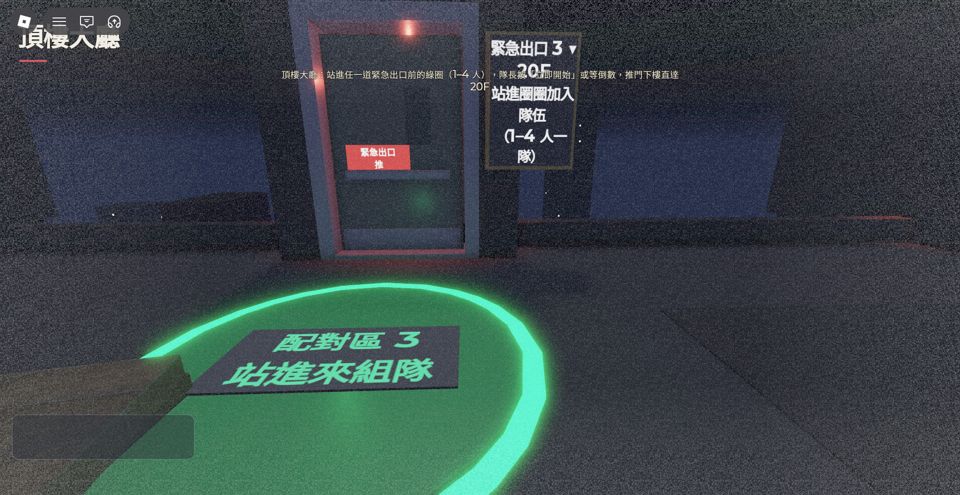 頂樓大廳
頂樓大廳：站進任一道緊急出口前的綠圈（1–4 人），隊長按「立即開始」或等倒數，推門下樓直達
20F
緊急出口 3 ▼
20F
站進圈圈加入
隊伍
（1–4 人一
隊）
緊急出口
推
配對區 3
站進來組隊